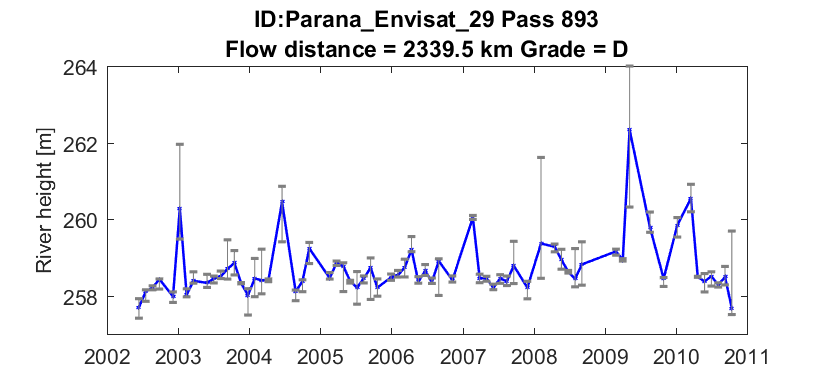 ID:Parana_Envisat_29 Pass 893
Flow distance = 2339.5 km Grade = D
River height [m]
264
262
260
258
2002 2003 2004 2005 2006 2007 2008 2009 2010 2011